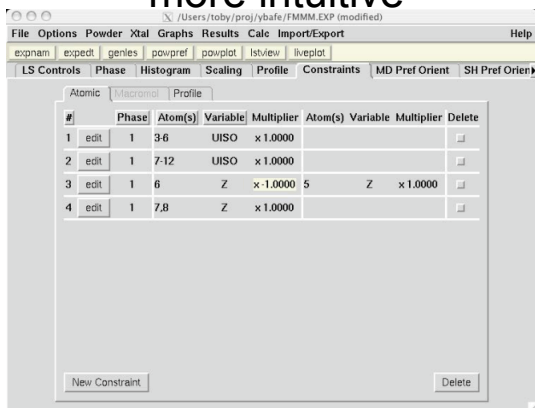 more intuitive
/Users/toby/proj/ybafe/FMMM.EXP (modified)
File Options Powder Xtal Graphs Results Calc Import/Export Help
expnam expedt genles powpref powplot lstview liveplot
LS Controls Phase Histogram Scaling Profile Constraints MD Pref Orient SH Pref Orien
Atomic Macromol Profile
# Phase Atom(s) Variable Multiplier Atom(s) Variable Multiplier Delete
1 edit 1 3-6 UISO x 1.0000
2 edit 1 7-12 UISO x 1.0000
3 edit 1 6 Z x -1.0000 5 Z x 1.0000
4 edit 1 7,8 Z x 1.0000
New Constraint Delete